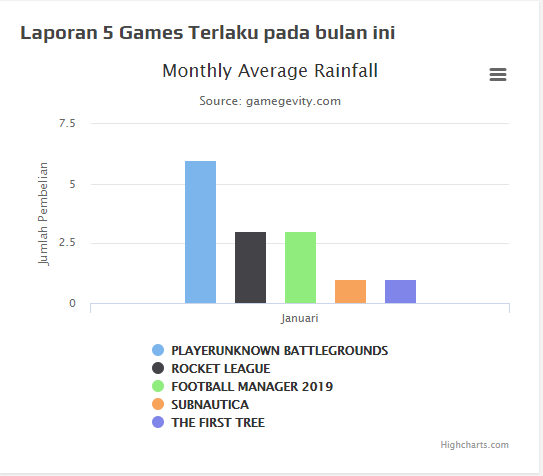 Laporan 5 Games Terlaku pada bulan ini
Monthly Average Rainfall
Source: gamegevity.com
Jumlah Pembelian
7.5
5
2.5
0
Januari
PLAYERUNKNOWN BATTLEGROUNDS
ROCKET LEAGUE
FOOTBALL MANAGER 2019
SUBNAUTICA
THE FIRST TREE
Highcharts.com